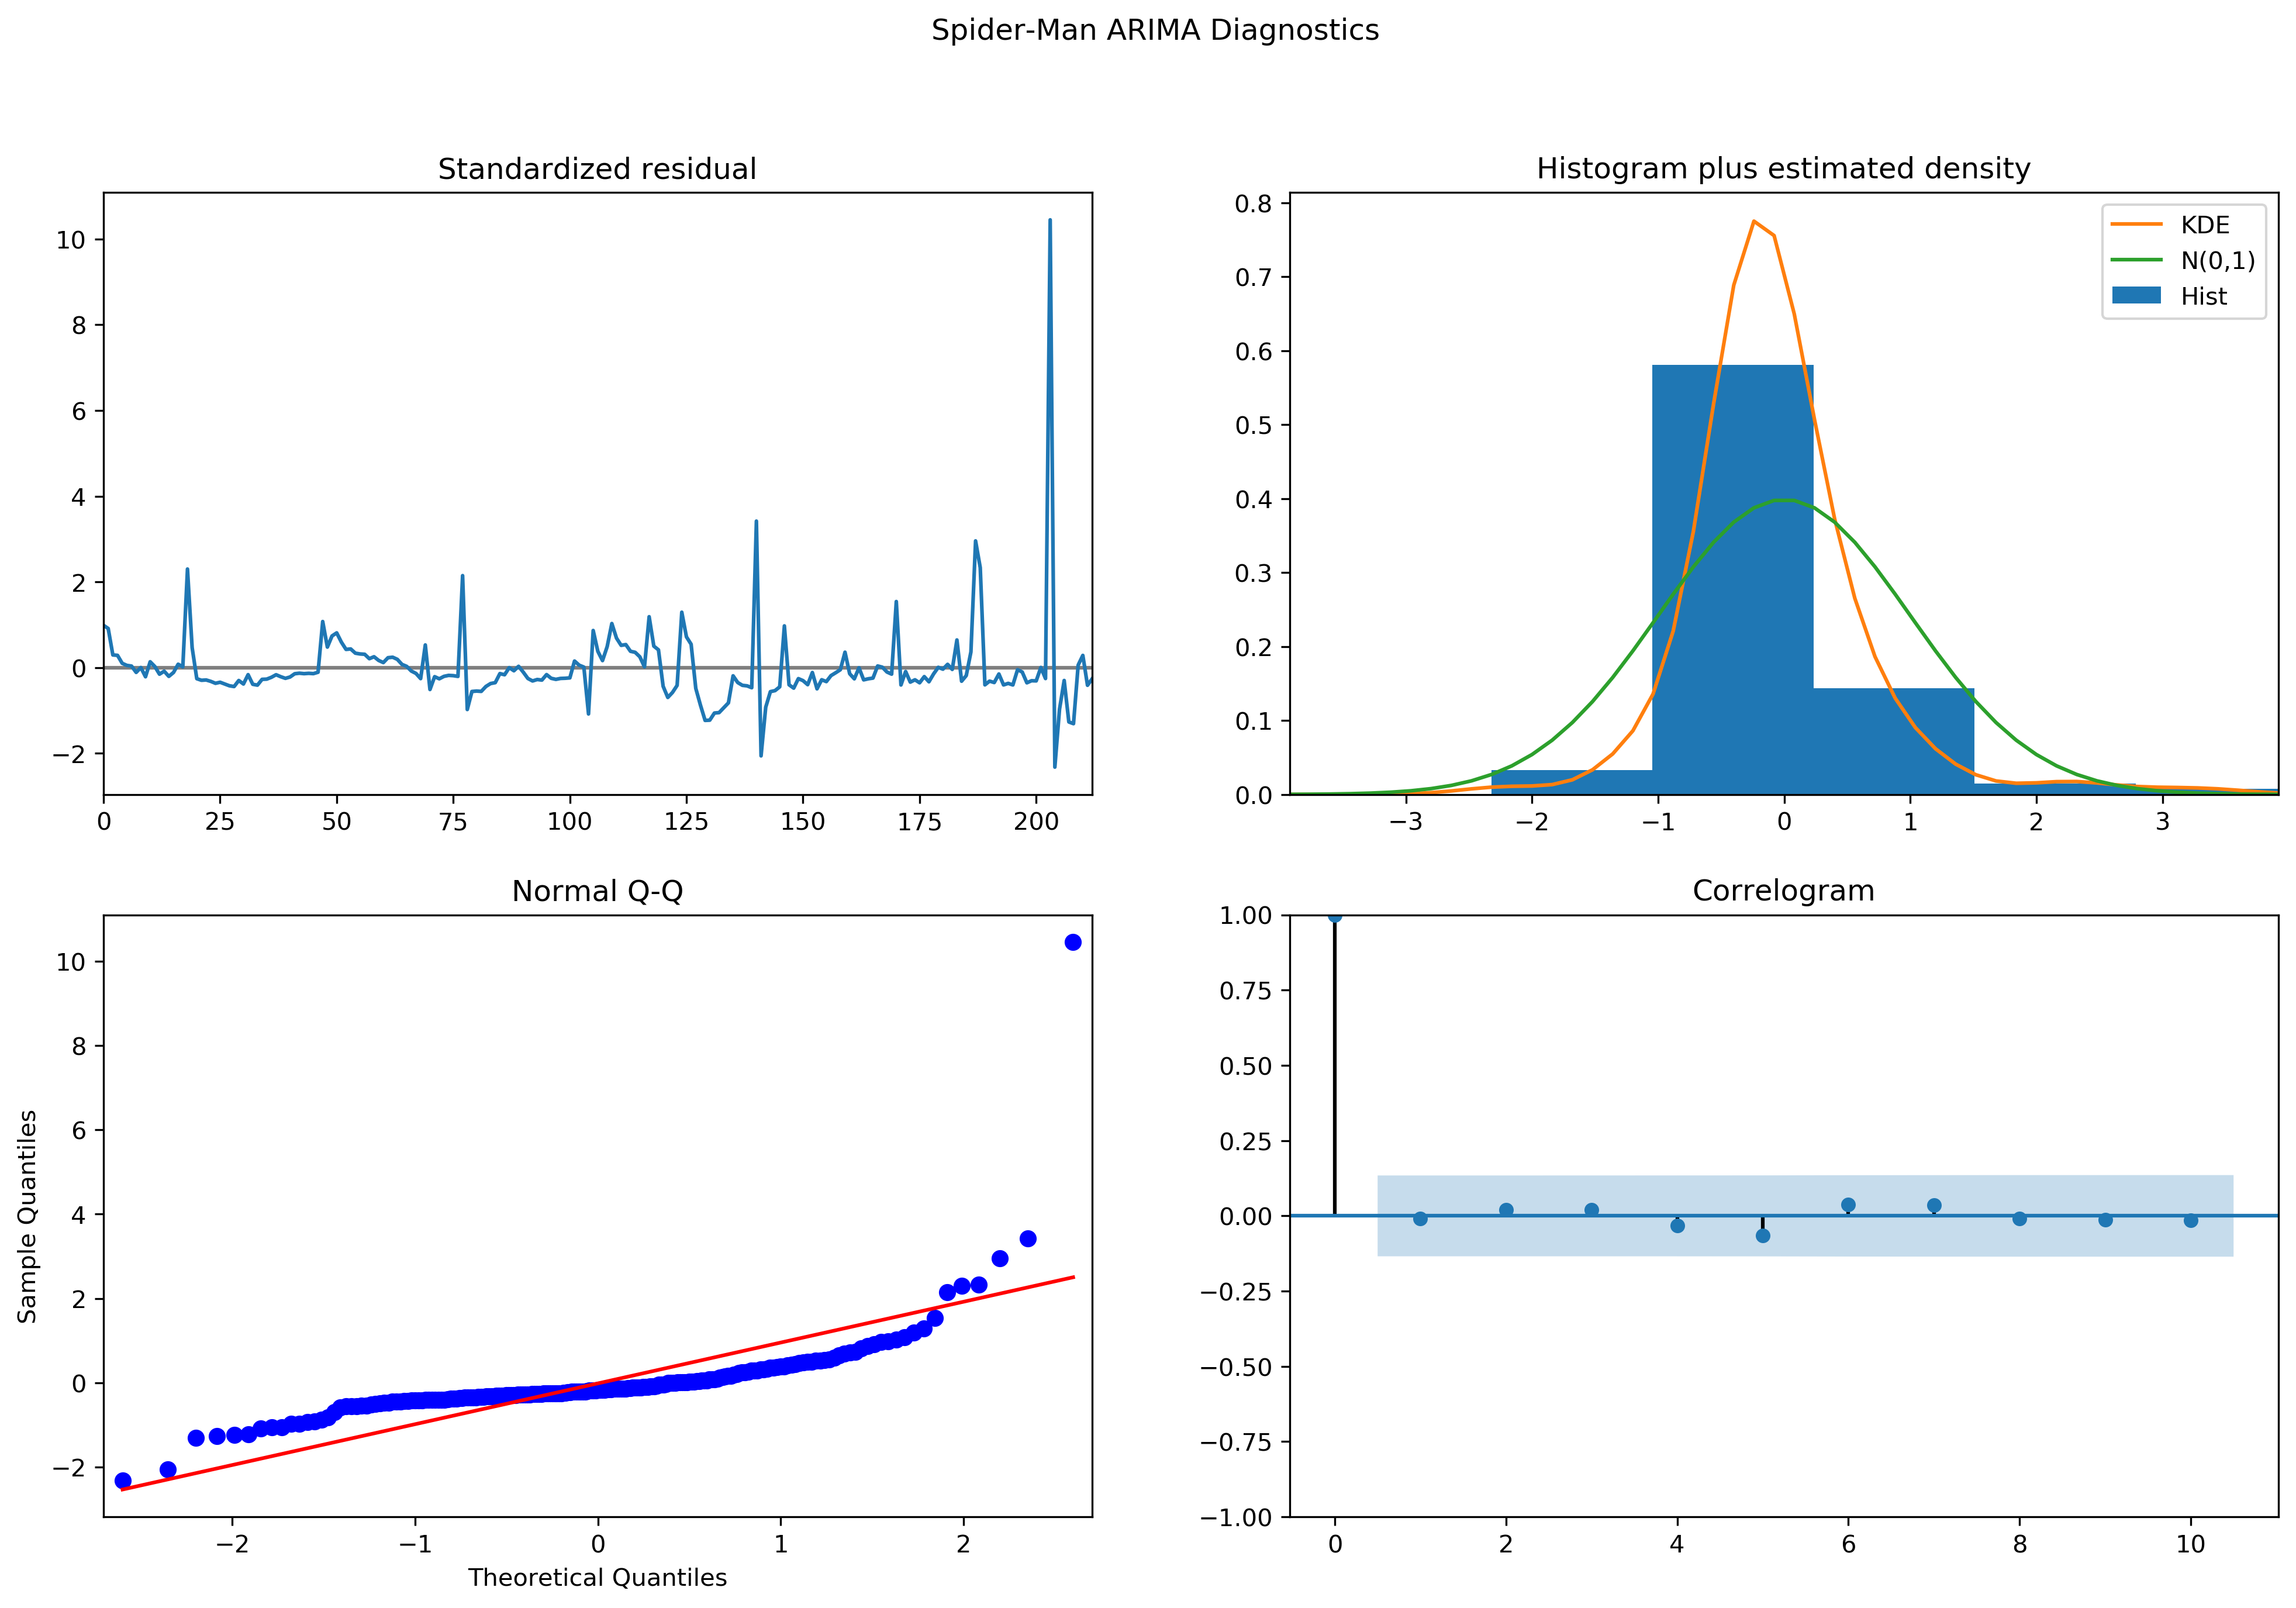 Spider-Man ARIMA Diagnostics
Standardized residual
10
8
6
4
2
0
−2
0 25 50 75 100 125 150 175 200
Histogram plus estimated density
0.8
0.7
0.6
0.5
0.4
0.3
0.2
0.1
0.0
−3 −2 −1 0 1 2 3
KDE
N(0,1)
Hist
Normal Q-Q
Sample Quantiles
10
8
6
4
2
0
−2
−2 −1 0 1 2
Theoretical Quantiles
Correlogram
1.00
0.75
0.50
0.25
0.00
−0.25
−0.50
−0.75
−1.00
0 2 4 6 8 10